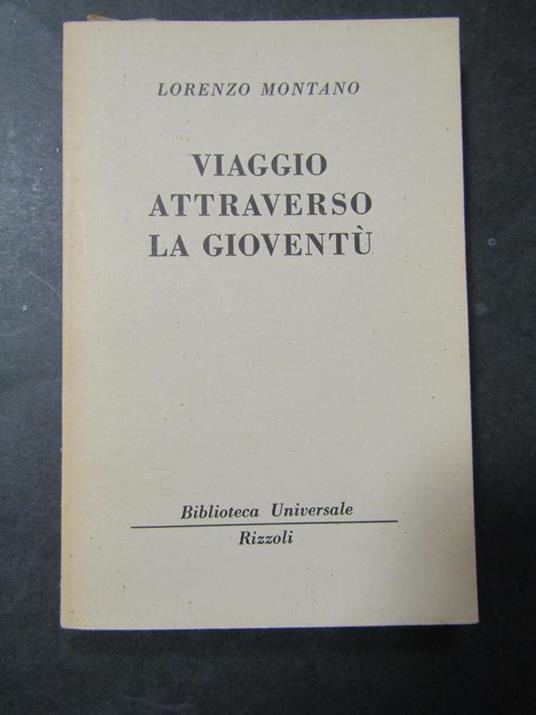 LORENZO MONTANO
VIAGGIO
ATTRAVERSO
LA GIOVENTÙ
Biblioteca Universale
Rizzoli